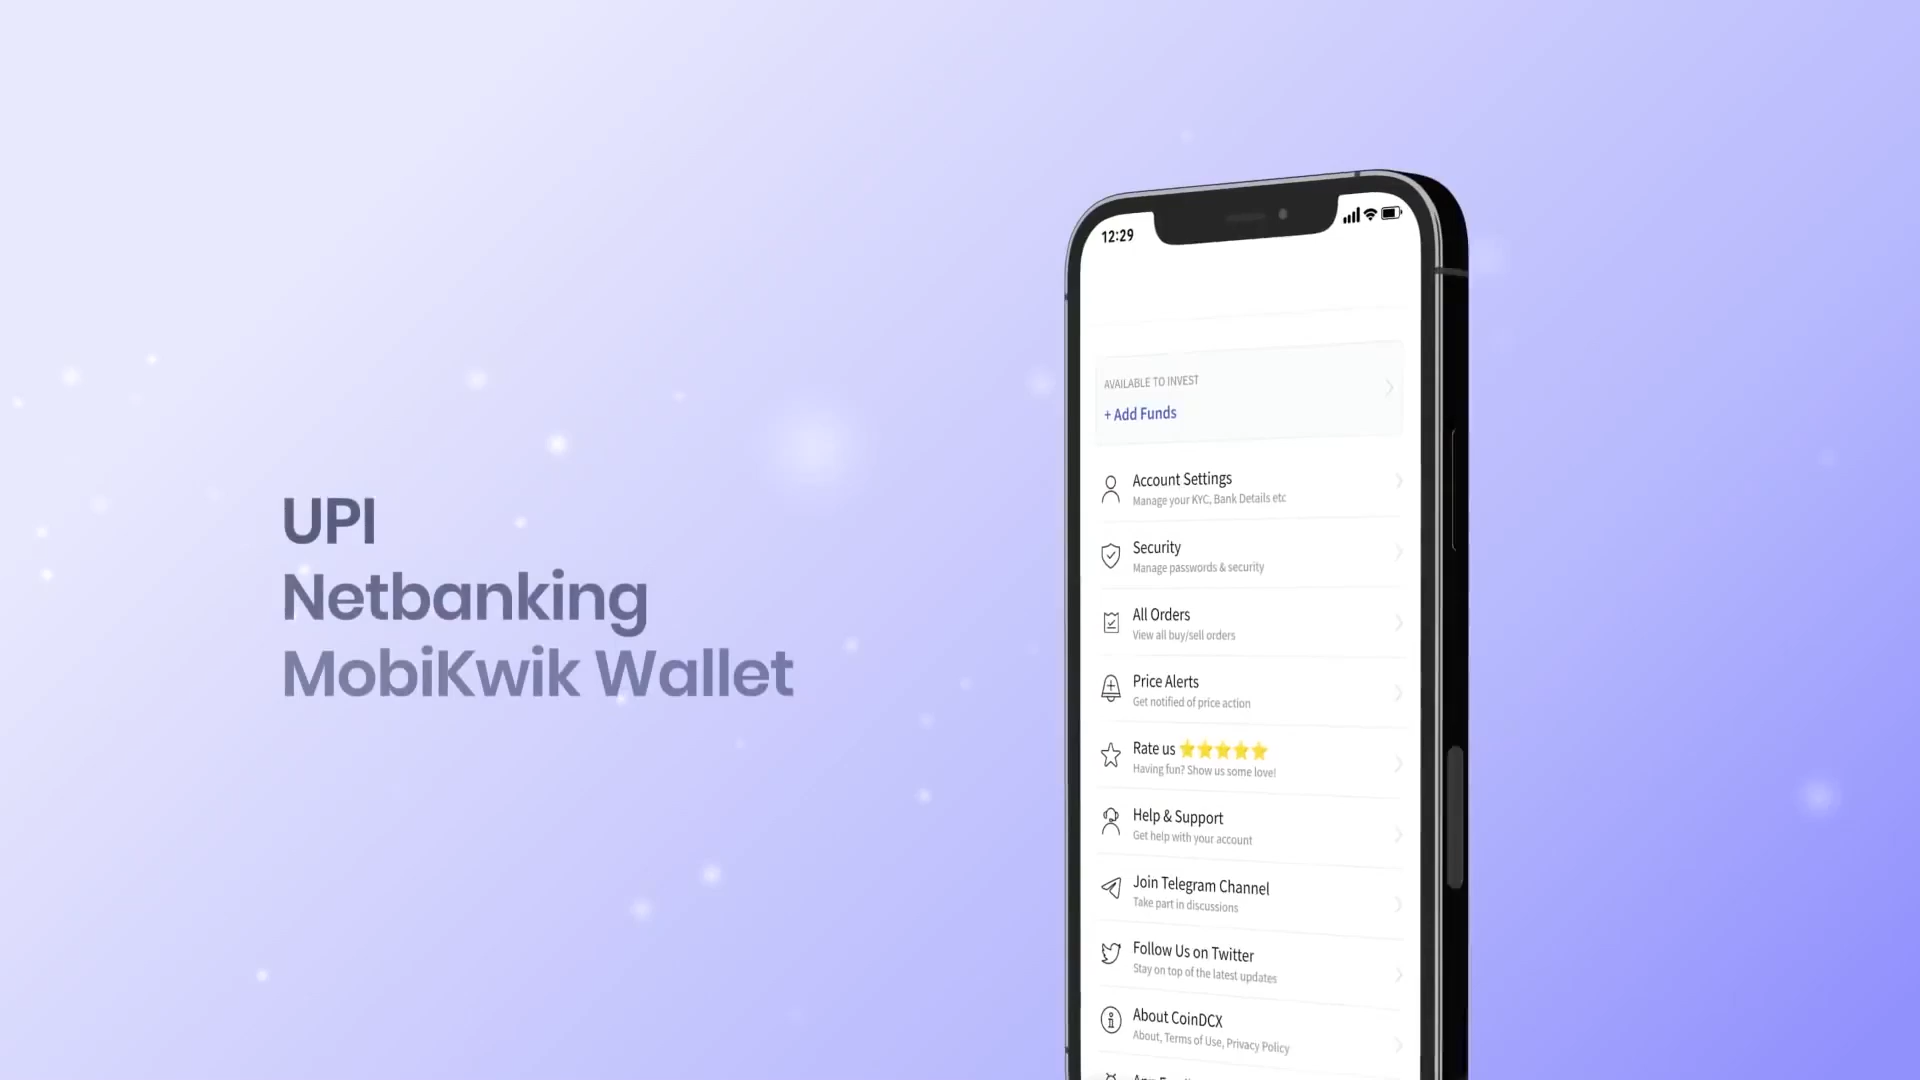 UPI
Netbanking
MobiKwik Wallet
12:29
AVAILABLE TO INVEST
+ Add Funds
Account Settings
Manage your KYC, Bank Details etc
Security
Manage passwords & security
All Orders
View all buy/sell orders
Price Alerts
Get notified of price action
Rate us ⭐⭐⭐⭐⭐
Having fun? Show us some love!
Help & Support
Get help with your account
Join Telegram Channel
Take part in discussions
Follow Us on Twitter
Stay on top of the latest updates
About CoinDCX
About, Terms of Use, Privacy Policy